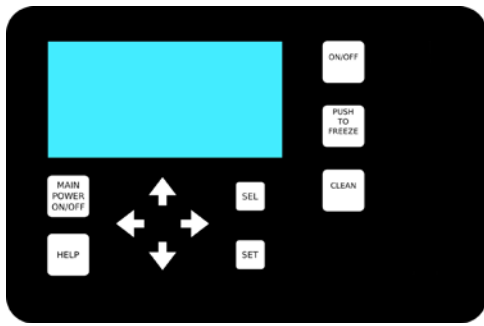 ON/OFF
PUSH
TO
FREEZE
MAIN
POWER
ON/OFF
SEL
CLEAN
HELP
SET